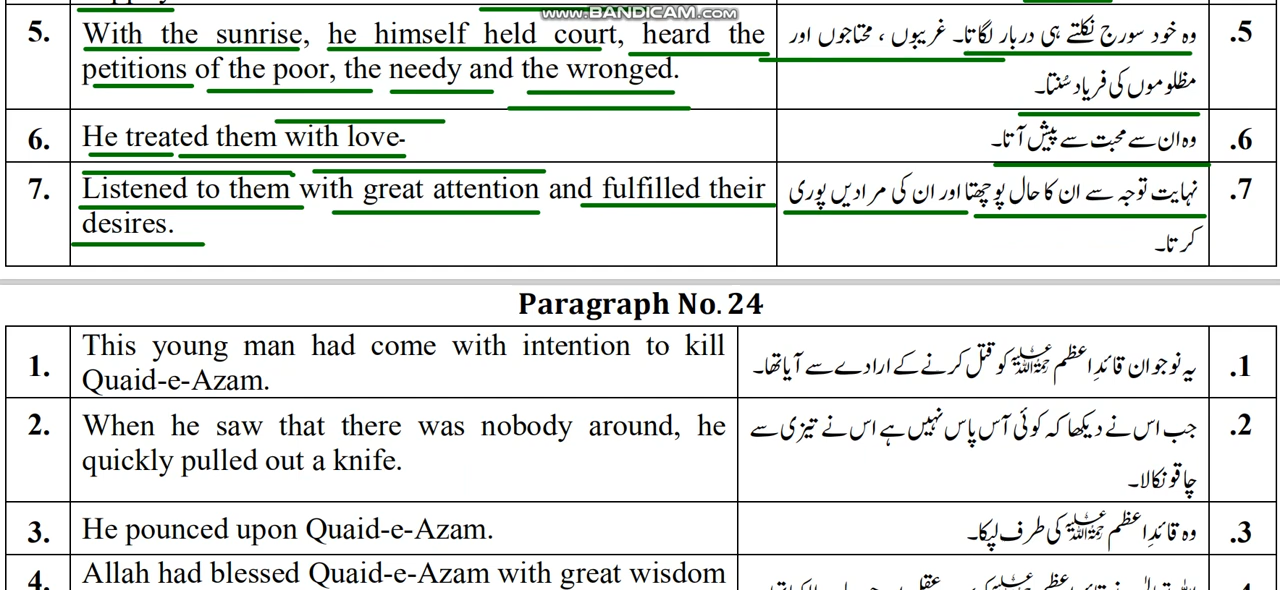 www.BANDICAM.com
5. With the sunrise, he himself held court, heard the وہ خود سورج نکلتے ہی دربار لگاتا۔ غریبوں ، محتاجوں اور .5
petitions of the poor, the needy and the wronged. مظلوموں کی فریاد سُنتا۔
6. He treated them with love- وہ ان سے محبت سے پیش آتا۔ .6
7. Listened to them with great attention and fulfilled their نہایت توجہ سے ان کا حال پوچھتا اور ان کی مرادیں پوری .7
desires. کرتا۔
Paragraph No. 24
1. This young man had come with intention to kill یہ نوجوان قائدِاعظم رحمۃ اللہ علیہ کو قتل کرنے کے ارادے سے آیا تھا۔ .1
Quaid-e-Azam.
2. When he saw that there was nobody around, he جب اس نے دیکھا کہ کوئی آس پاس نہیں ہے اس نے تیزی سے .2
quickly pulled out a knife. چاقو نکالا۔
3. He pounced upon Quaid-e-Azam. وہ قائدِاعظم رحمۃ اللہ علیہ کی طرف لپکا۔ .3
4. Allah had blessed Quaid-e-Azam with great wisdom